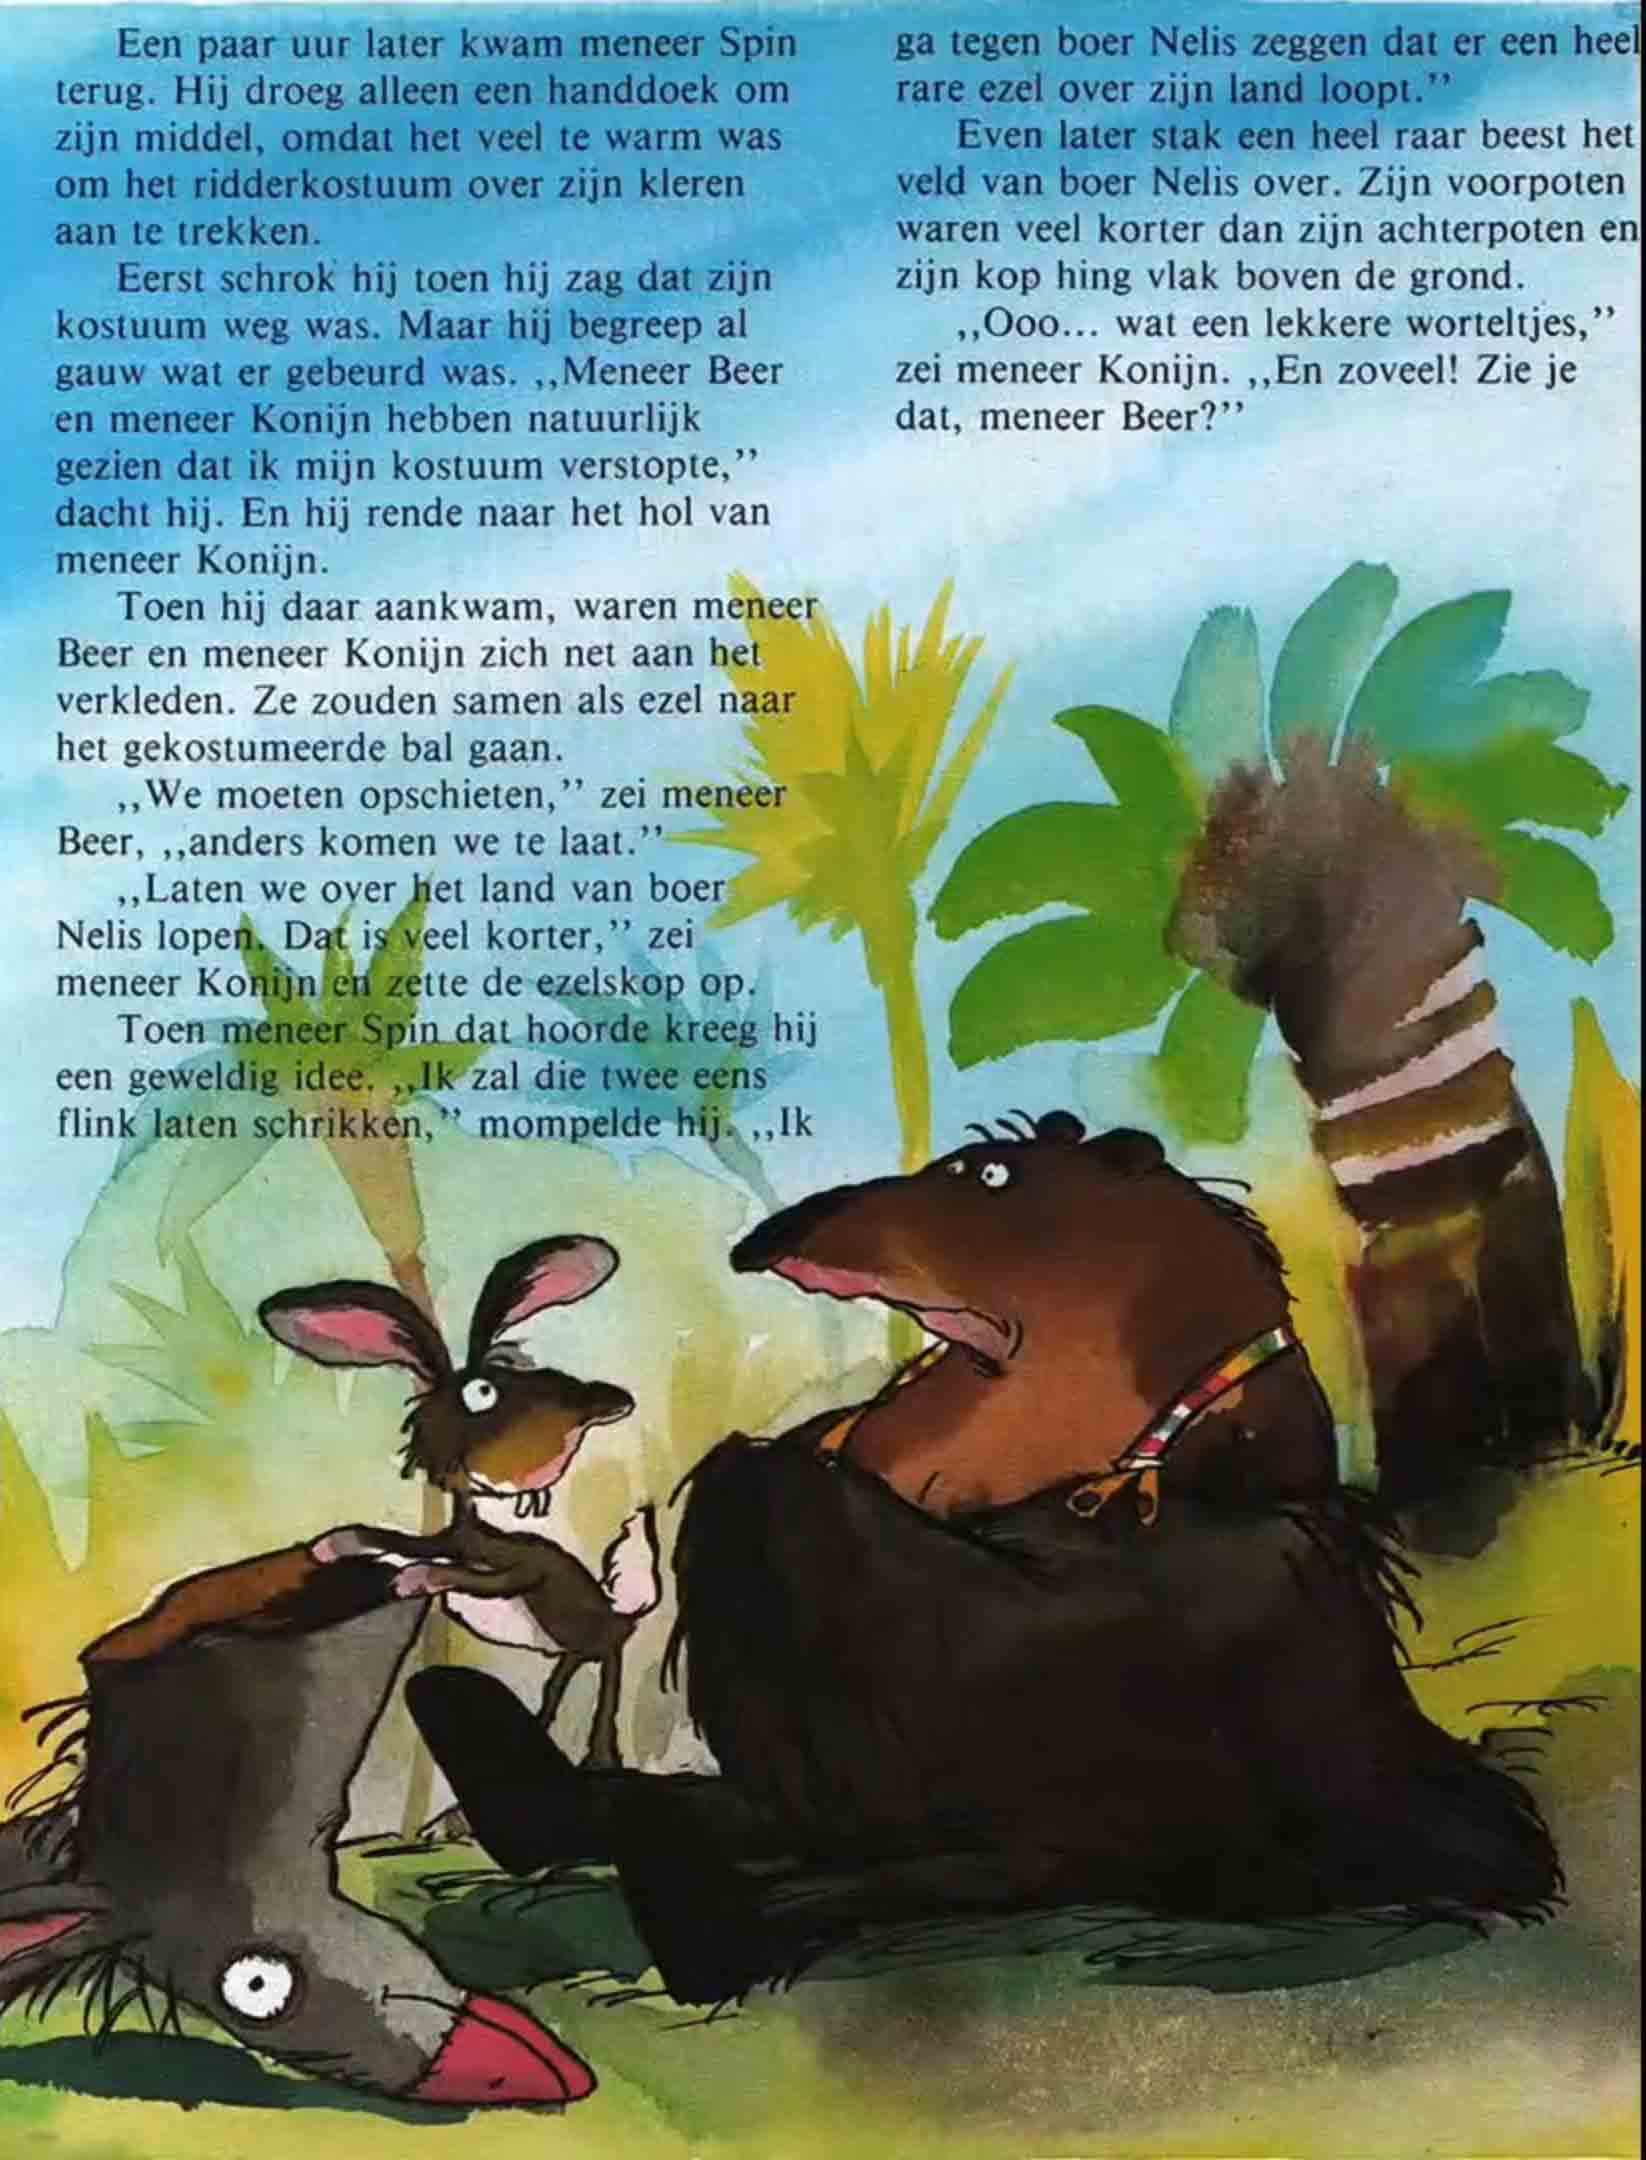 Een paar uur later kwam meneer Spin
terug. Hij droeg alleen een handdoek om
zijn middel, omdat het veel te warm was
om het ridderkostuum over zijn kleren
aan te trekken.
Eerst schrok hij toen hij zag dat zijn
kostuum weg was. Maar hij begreep al
gauw wat er gebeurd was. ,,Meneer Beer
en meneer Konijn hebben natuurlijk
gezien dat ik mijn kostuum verstopte,''
dacht hij. En hij rende naar het hol van
meneer Konijn.
Toen hij daar aankwam, waren meneer
Beer en meneer Konijn zich net aan het
verkleden. Ze zouden samen als ezel naar
het gekostumeerde bal gaan.
,,We moeten opschieten,'' zei meneer
Beer, ,,anders komen we te laat.''
,,Laten we over het land van boer
Nelis lopen. Dat is veel korter,'' zei
meneer Konijn en zette de ezelskop op.
Toen meneer Spin dat hoorde kreeg hij
een geweldig idee. ,,Ik zal die twee eens
flink laten schrikken,'' mompelde hij. ,,Ik
ga tegen boer Nelis zeggen dat er een heel
rare ezel over zijn land loopt.''
Even later stak een heel raar beest het
veld van boer Nelis over. Zijn voorpoten
waren veel korter dan zijn achterpoten en
zijn kop hing vlak boven de grond.
,,Ooo... wat een lekkere worteltjes,''
zei meneer Konijn. ,,En zoveel! Zie je
dat, meneer Beer?''